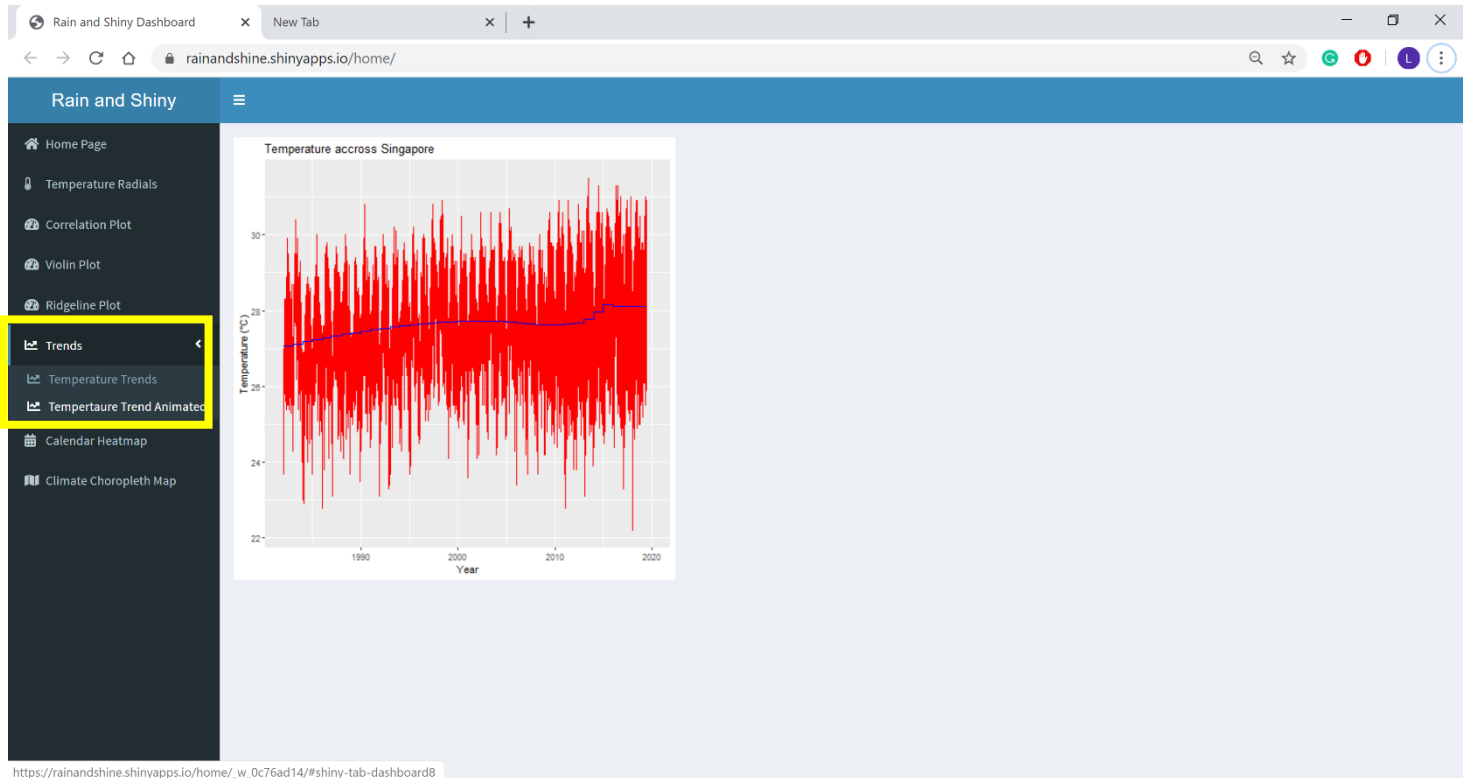 Rain and Shiny Dashboard
New Tab
rainandshine.shinyapps.io/home/
G
L
Rain and Shiny
Home Page
Temperature Radials
Correlation Plot
Violin Plot
Ridgeline Plot
Trends
Temperature Trends
Tempertaure Trend Animated
Calendar Heatmap
Climate Choropleth Map
Temperature accross Singapore
Temperature (°C)
30
28
26
24
22
1990 2000 2010 2020
Year
https://rainandshine.shinyapps.io/home/_w_0c76ad14/#shiny-tab-dashboard8